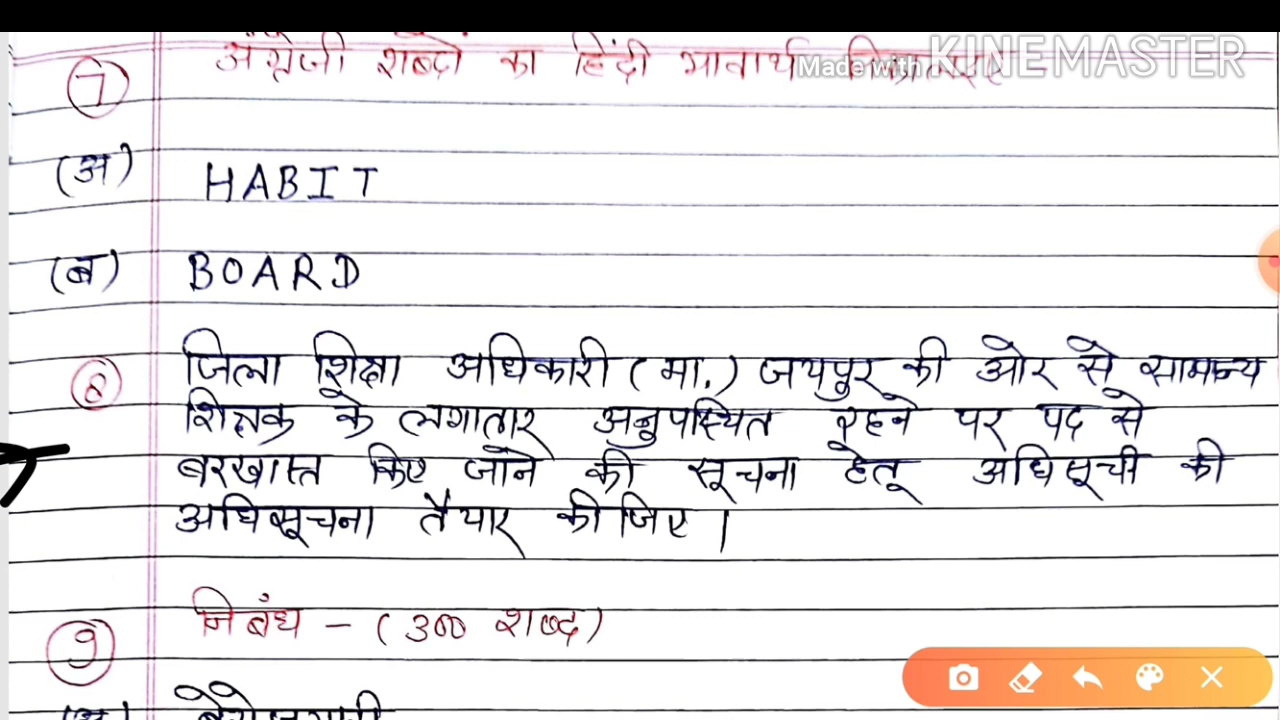 ⑦ अंग्रेजी शब्दों का हिंदी भावार्थ
Made with KINEMASTER
(अ) HABIT
(ब) BOARD
⑧ जिला शिक्षा अधिकारी (मा.) जयपुर की ओर से सामान्य
शिक्षक के लगातार अनुपस्थित रहने पर पद से
बरखास्त किए जाने की सूचना हेतू अधिसूची की
अधिसूचना तैयार कीजिए।
⑨ निबंध - (300 शब्द)
(अ) बेरोजगारी